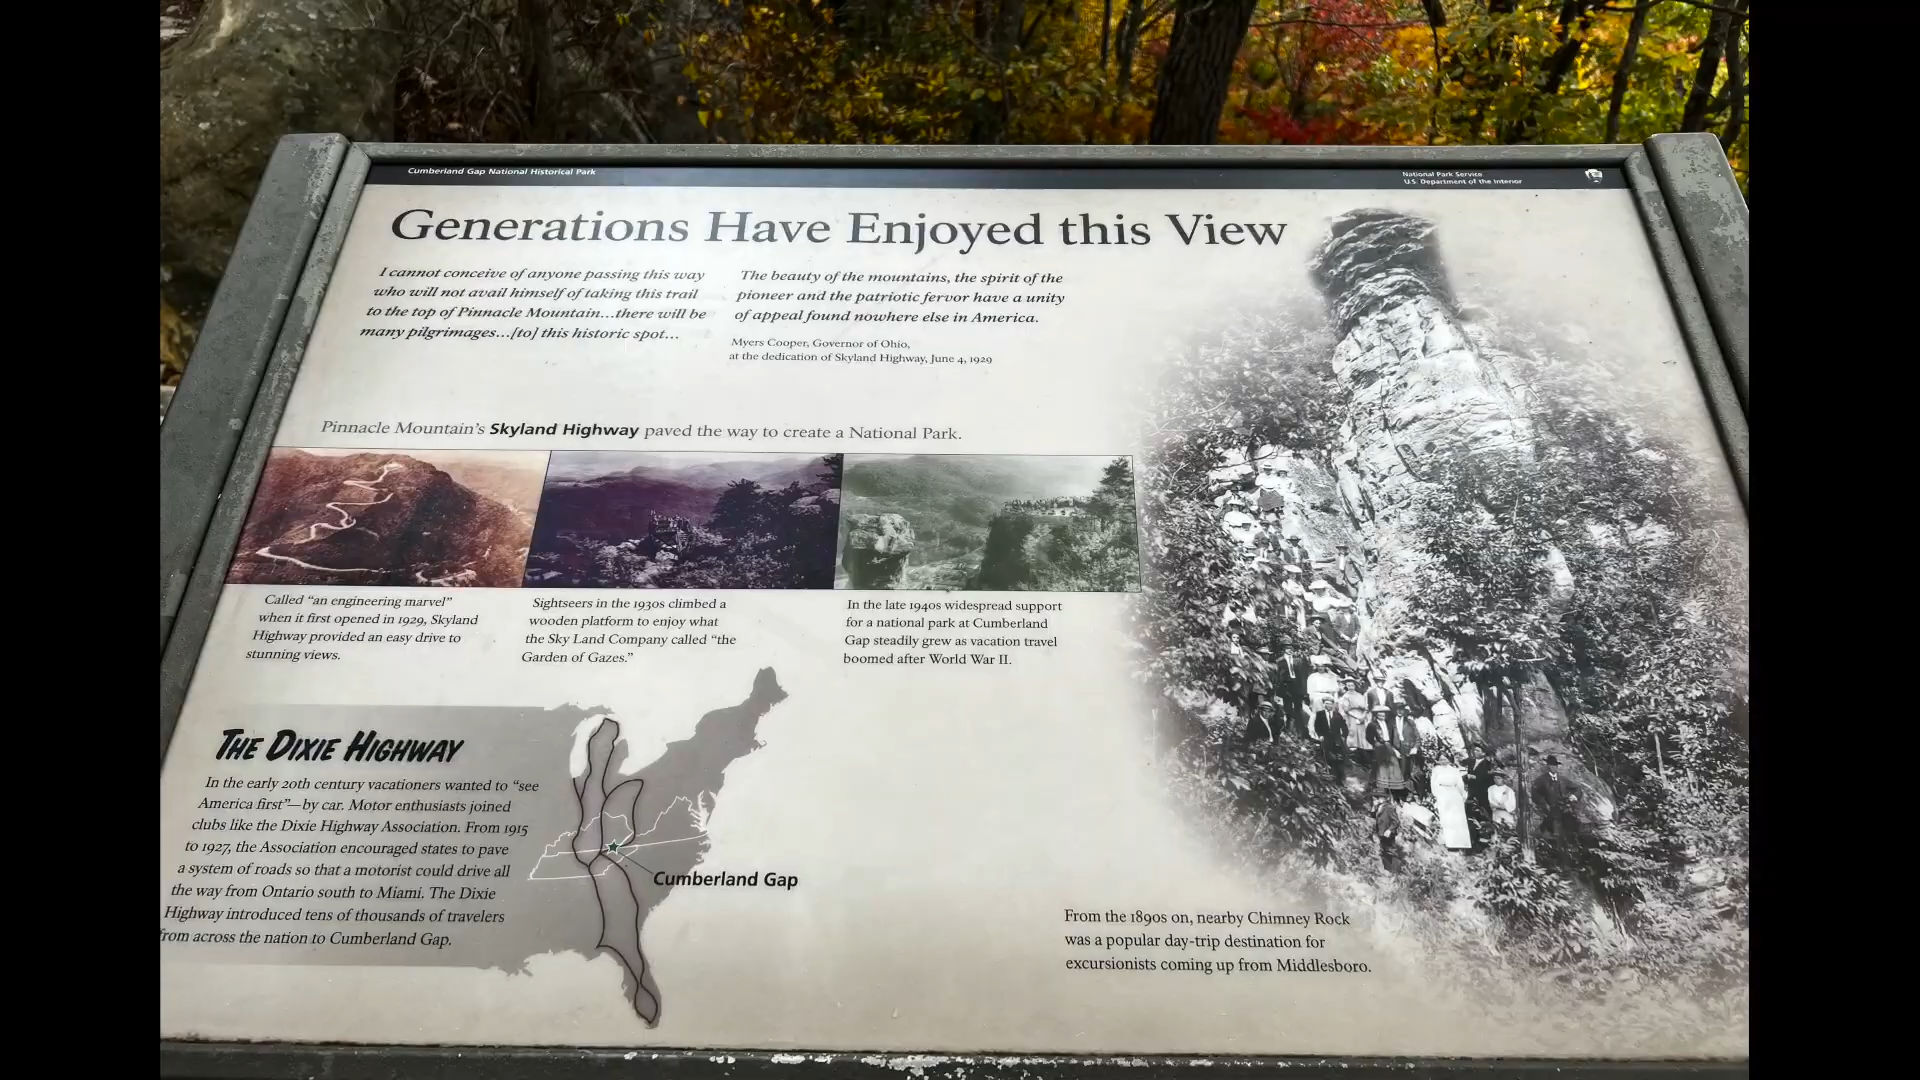 Cumberland Gap National Historical Park
National Park Service
U.S. Department of the Interior
Generations Have Enjoyed this View
I cannot conceive of anyone passing this way
who will not avail himself of taking this trail
to the top of Pinnacle Mountain...there will be
many pilgrimages...[to] this historic spot...
The beauty of the mountains, the spirit of the
pioneer and the patriotic fervor have a unity
of appeal found nowhere else in America.
Myers Cooper, Governor of Ohio,
at the dedication of Skyland Highway, June 4, 1929
Pinnacle Mountain's Skyland Highway paved the way to create a National Park.
Called “an engineering marvel”
when it first opened in 1929, Skyland
Highway provided an easy drive to
stunning views.
Sightseers in the 1930s climbed a
wooden platform to enjoy what
the Sky Land Company called “the
Garden of Gazes.”
In the late 1940s widespread support
for a national park at Cumberland
Gap steadily grew as vacation travel
boomed after World War II.
The Dixie Highway
In the early 20th century vacationers wanted to “see
America first”—by car. Motor enthusiasts joined
clubs like the Dixie Highway Association. From 1915
to 1927, the Association encouraged states to pave
a system of roads so that a motorist could drive all
the way from Ontario south to Miami. The Dixie
Highway introduced tens of thousands of travelers
from across the nation to Cumberland Gap.
Cumberland Gap
From the 1890s on, nearby Chimney Rock
was a popular day-trip destination for
excursionists coming up from Middlesboro.